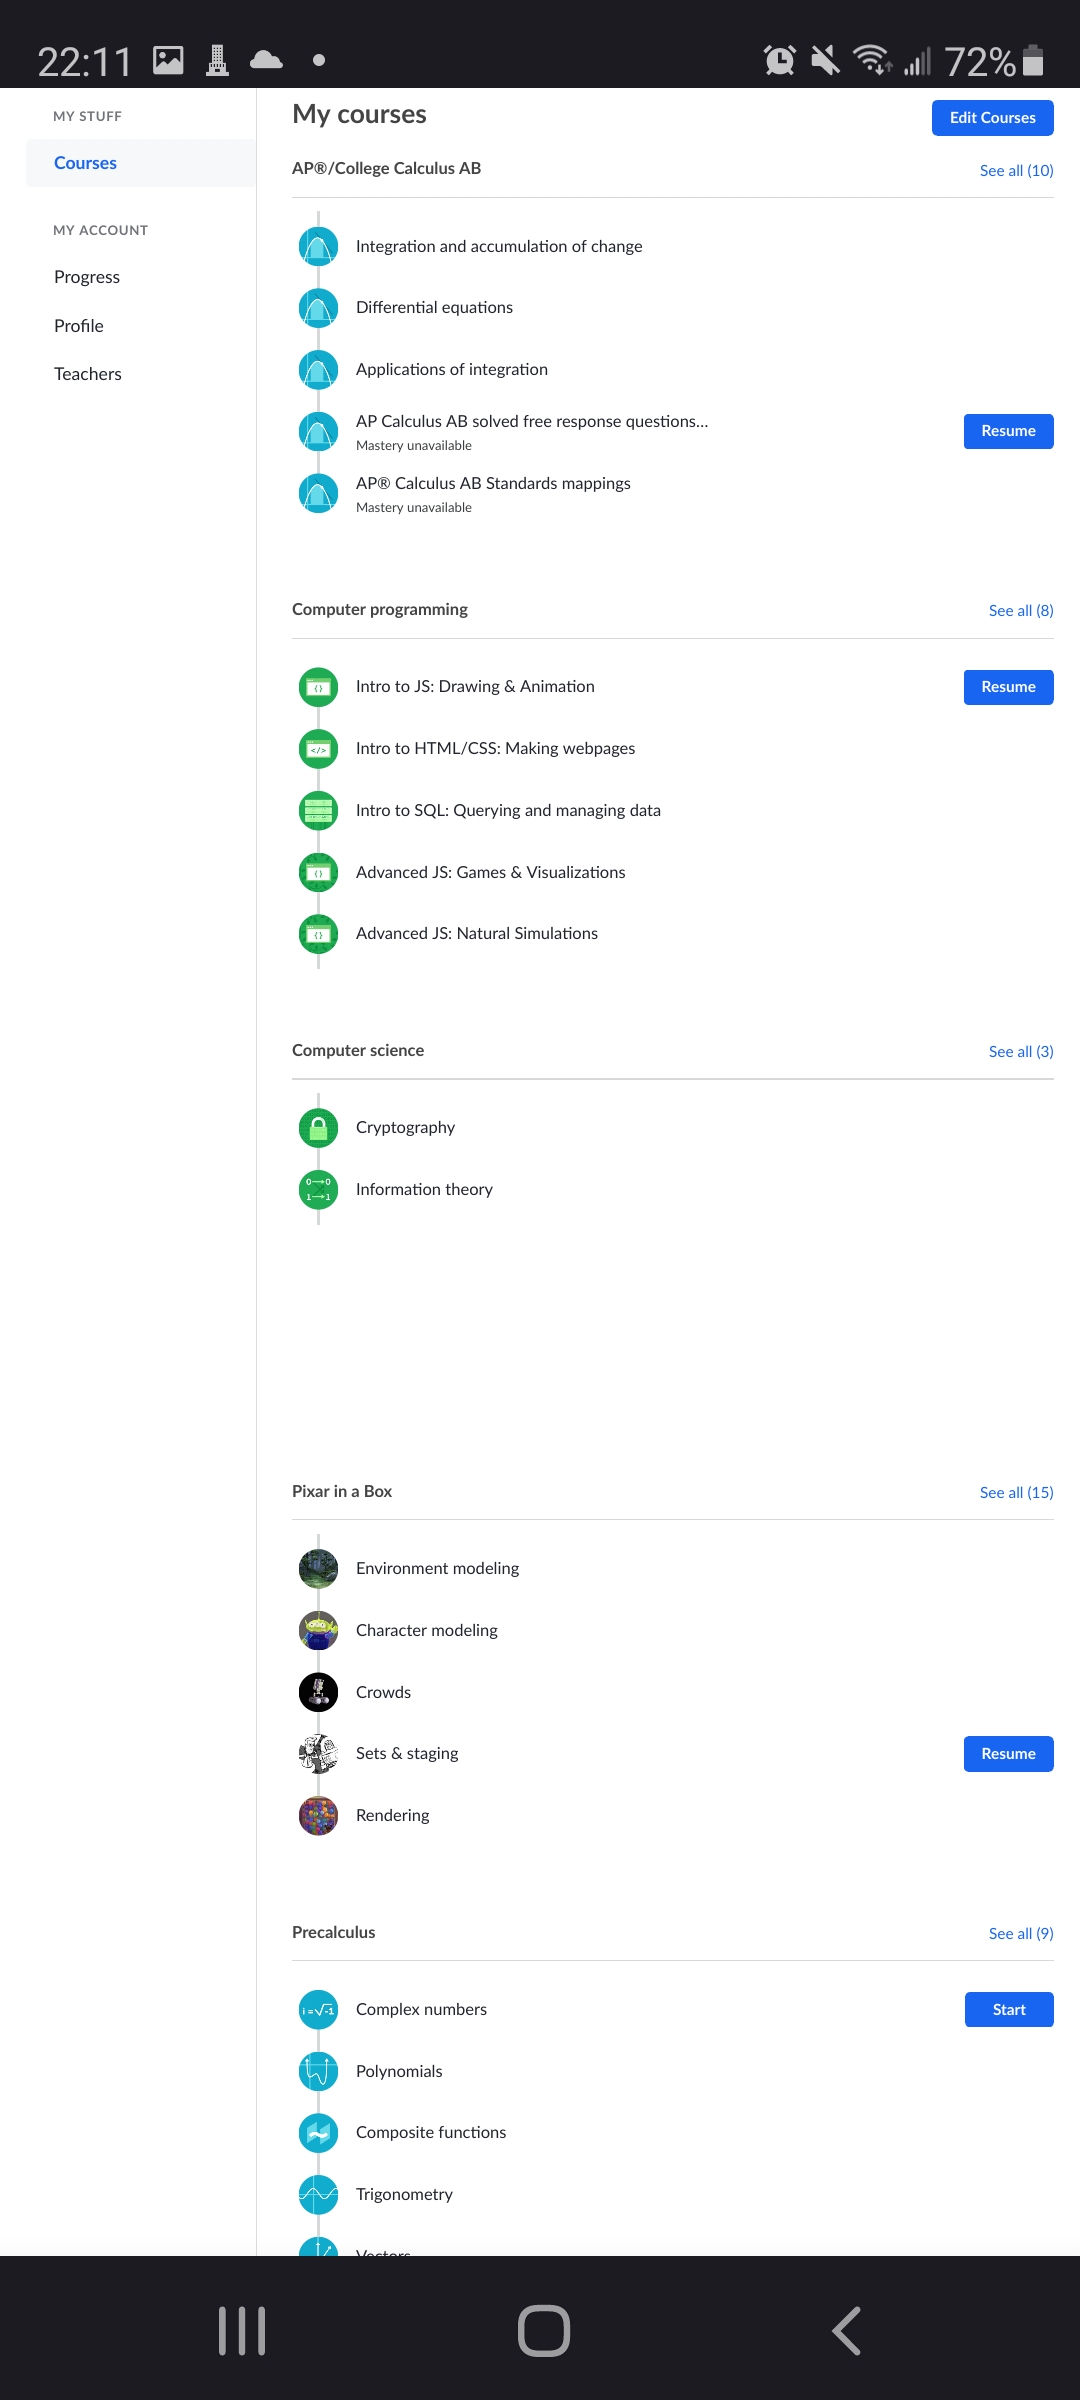 22:11
72%
MY STUFF
Courses
MY ACCOUNT
Progress
Profile
Teachers
My courses
Edit Courses
AP®/College Calculus AB
See all (10)
Integration and accumulation of change
Differential equations
Applications of integration
AP Calculus AB solved free response questions...
Mastery unavailable
Resume
AP® Calculus AB Standards mappings
Mastery unavailable
Computer programming
See all (8)
Intro to JS: Drawing & Animation
Resume
Intro to HTML/CSS: Making webpages
Intro to SQL: Querying and managing data
Advanced JS: Games & Visualizations
Advanced JS: Natural Simulations
Computer science
See all (3)
Cryptography
0→0
1→1
Information theory
Pixar in a Box
See all (15)
Environment modeling
Character modeling
Crowds
Sets & staging
Resume
Rendering
Precalculus
See all (9)
i=√-1
Complex numbers
Start
Polynomials
Composite functions
Trigonometry
Vectors